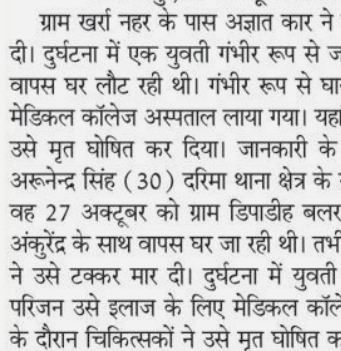 ग्राम खर्रा नहर के पास अज्ञात कार ने
दी। दुर्घटना में एक युवती गंभीर रूप से
वापस घर लौट रही थी। गंभीर रूप से
मेडिकल कॉलेज अस्पताल लाया गया। यहां
उसे मृत घोषित कर दिया। जानकारी के
अरूनेन्द्र सिंह (30) दरिमा थाना क्षेत्र के
वह 27 अक्टूबर को ग्राम डिपाडीह
अंकुरेंद्र के साथ वापस घर जा रही थी। तभी
ने उसे टक्कर मार दी। दुर्घटना में युवती
परिजन उसे इलाज के लिए मेडिकल
के दौरान चिकित्सकों ने उसे मृत घोषित